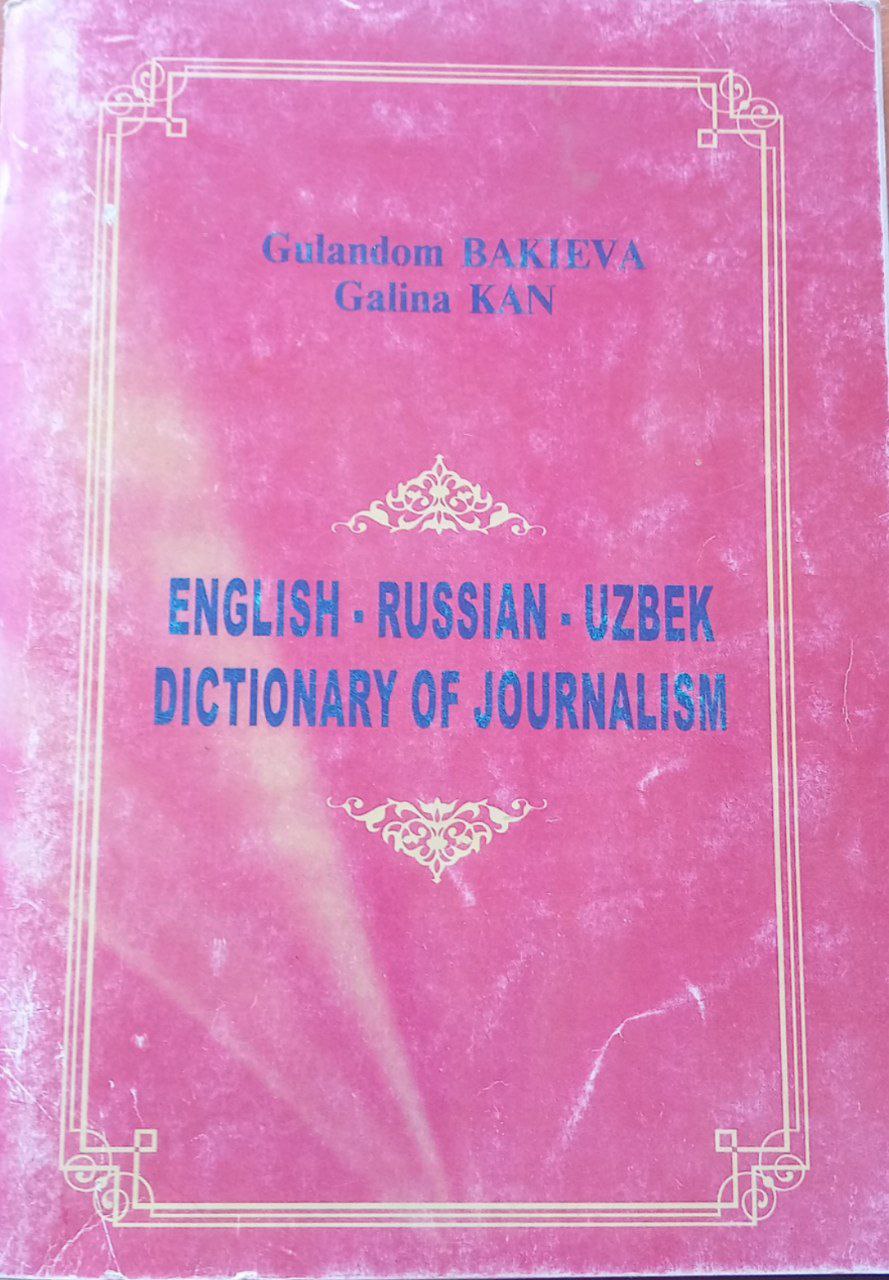 Gulandom BAKIEVA
Galina KAN
ENGLISH - RUSSIAN - UZBEK
DICTIONARY OF JOURNALISM